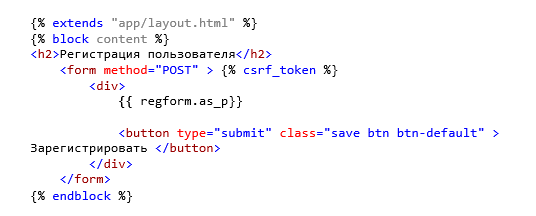 {% extends "app/layout.html" %}
{% block content %}
<h2>Регистрация пользователя</h2>
    <form method="POST" > {% csrf_token %}
        <div>
            {{ regform.as_p}}

            <button type="submit" class="save btn btn-default" >
Зарегистрировать </button>
        </div>
    </form>
{% endblock %}